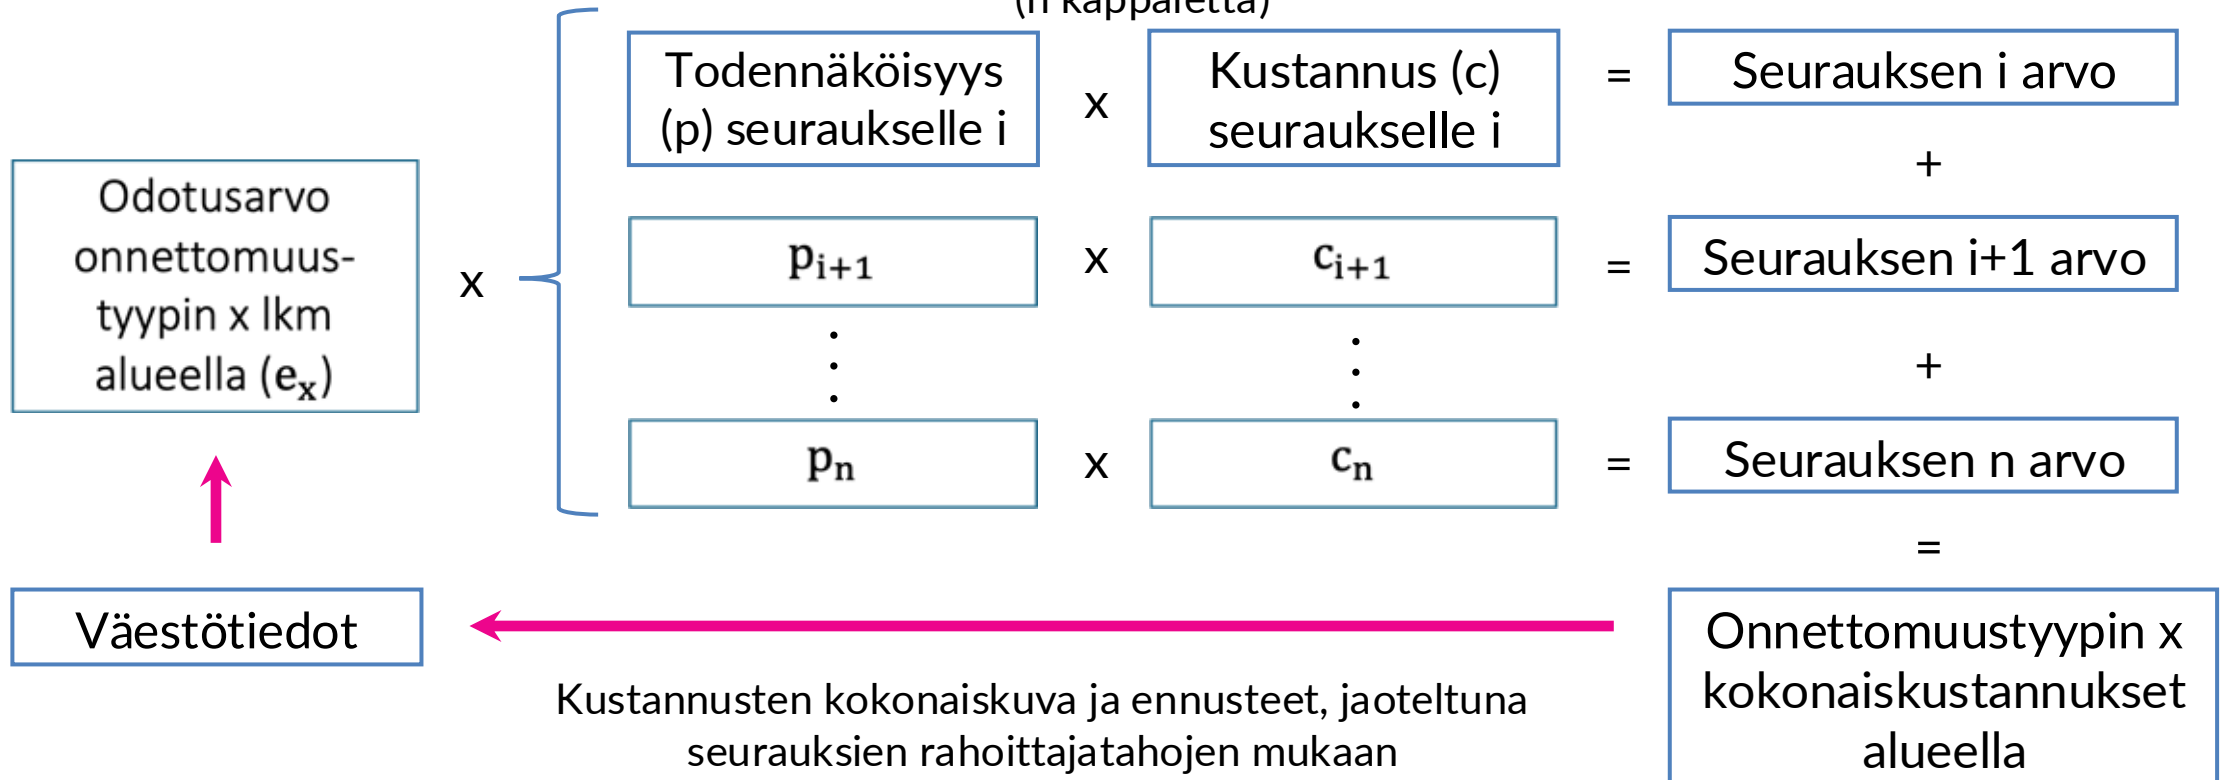 (n kappaletta)
Todennäköisyys
(p) seuraukselle i
x
Kustannus (c)
seuraukselle i
=
Seurauksen i arvo
+
Odotusarvo
onnettomuus-
tyypin x lkm
alueella (eₓ)
x
pᵢ₊₁
x
cᵢ₊₁
=
Seurauksen i+1 arvo
+
pₙ
x
cₙ
=
Seurauksen n arvo
=
Väestötiedot
Onnettomuustyypin x
kokonaiskustannukset
alueella
Kustannusten kokonaiskuva ja ennusteet, jaoteltuna
seurauksien rahoittajatahojen mukaan